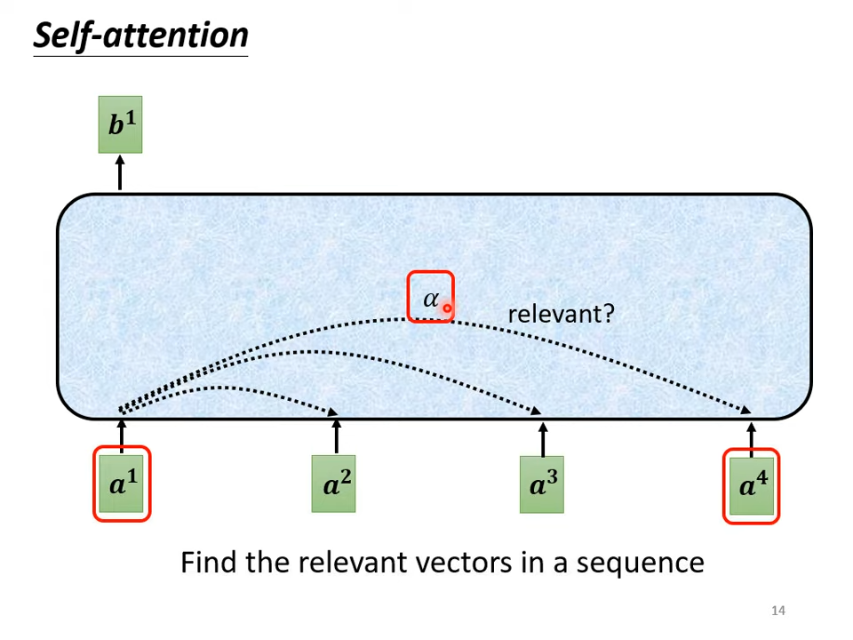 Self-attention
b¹
α
relevant?
a¹ a² a³ a⁴
Find the relevant vectors in a sequence
14